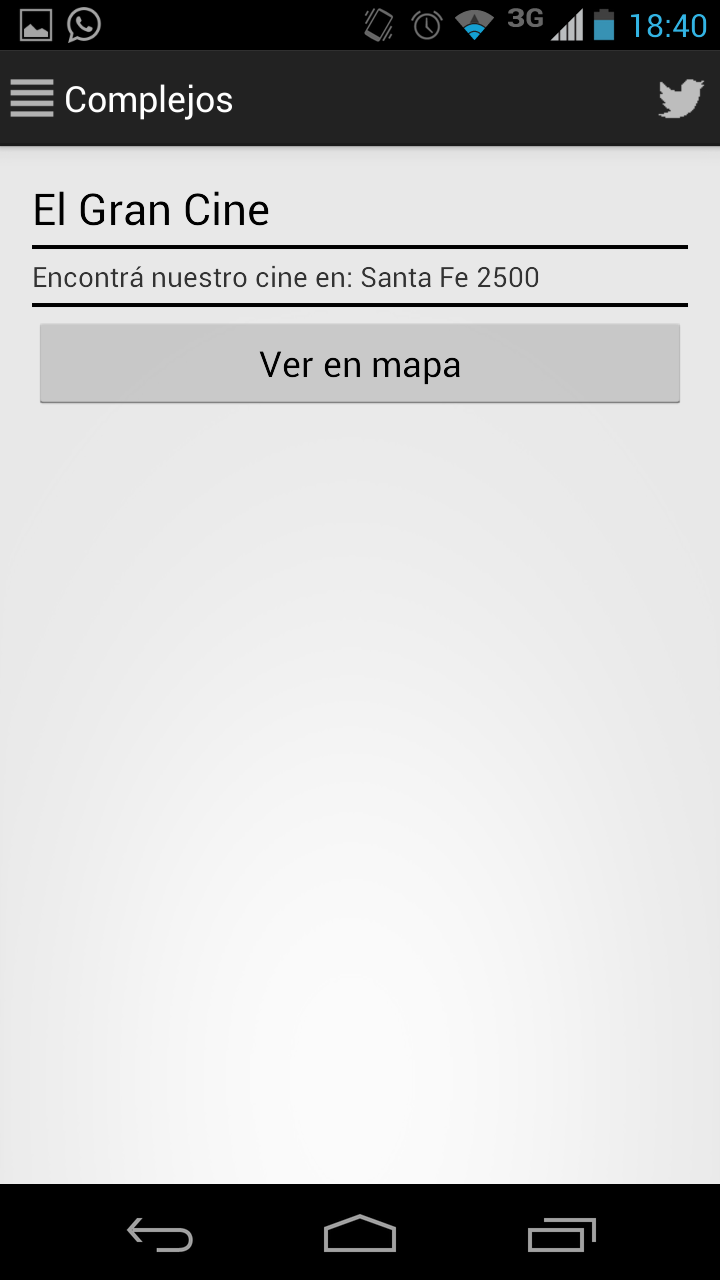 3G 18:40
Complejos
El Gran Cine
Encontrá nuestro cine en: Santa Fe 2500
Ver en mapa